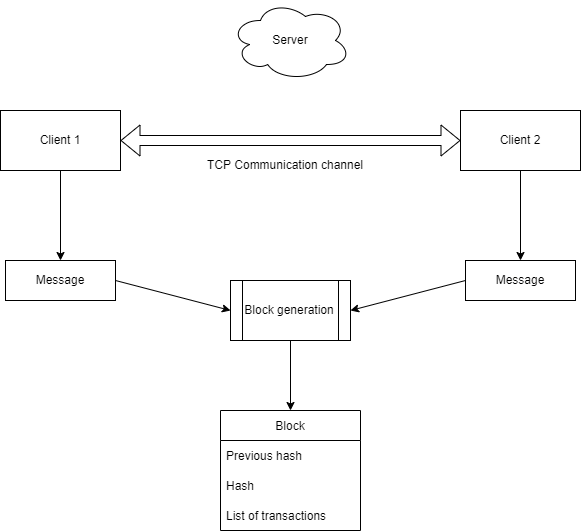 Server
Client 1
Client 2
TCP Communication channel
Message
Message
Block generation
Block
Previous hash
Hash
List of transactions